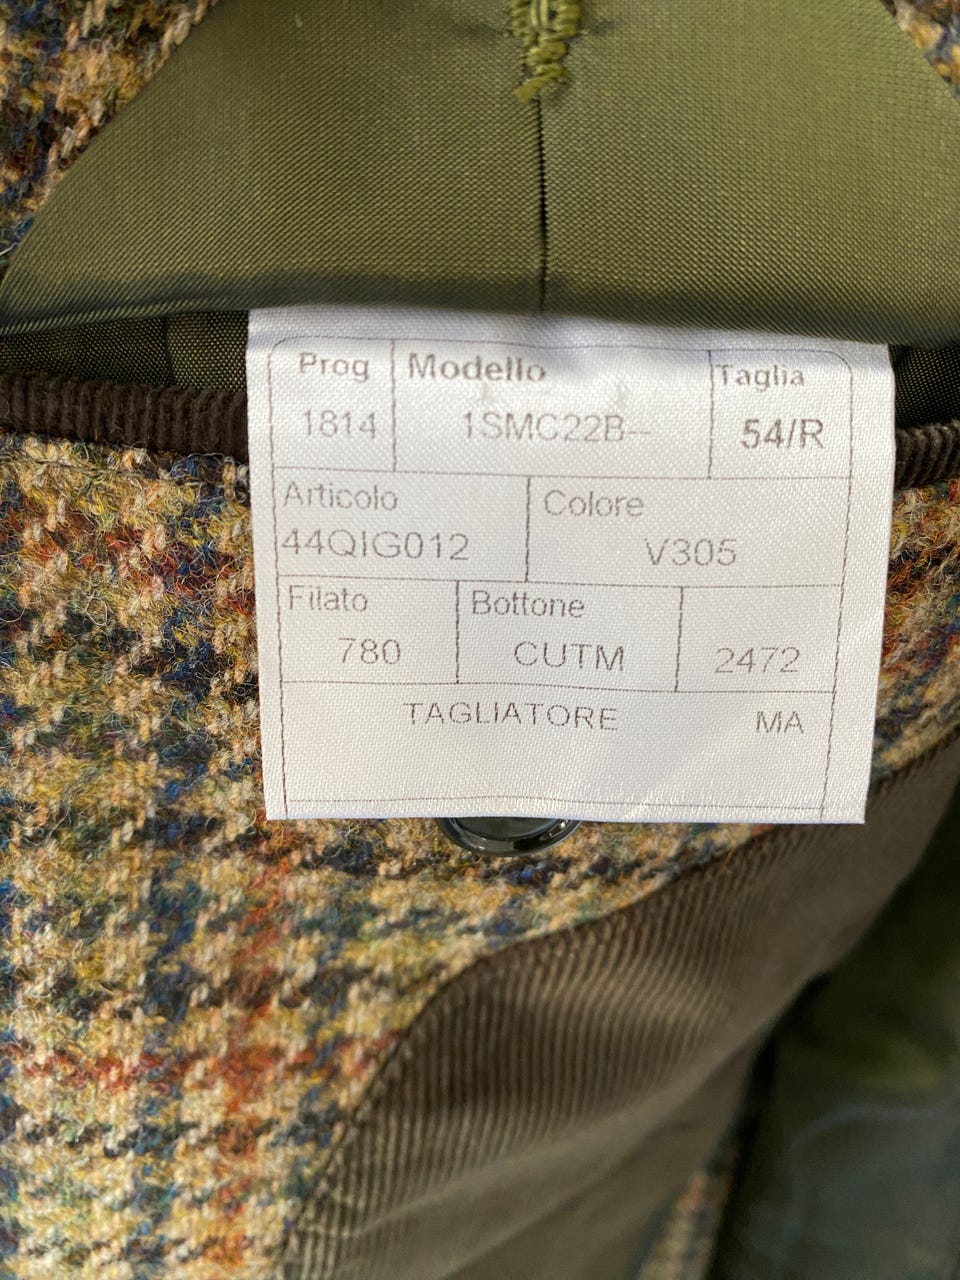 Prog Modello Taglia
1814 1SMC22B-- 54/R
Articolo Colore
44QIG012 V305
Filato Bottone
780 CUTM 2472
TAGLIATORE MA